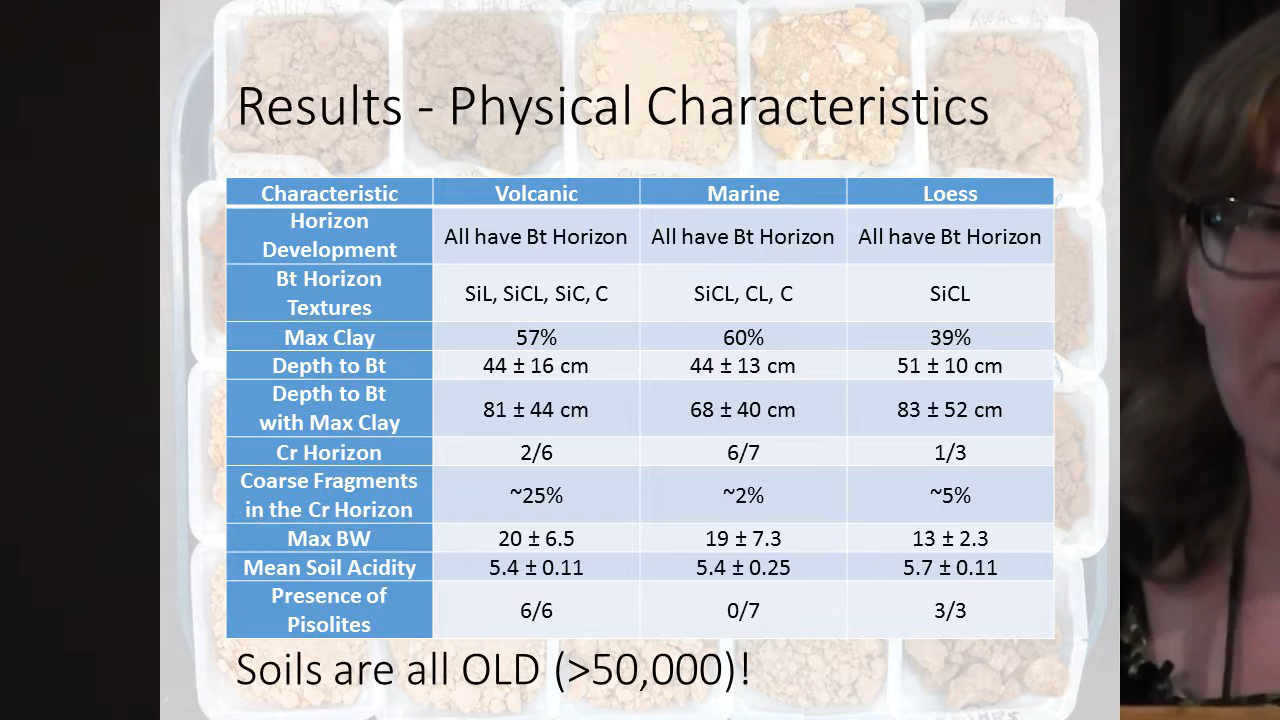 Results - Physical Characteristics
Characteristic Volcanic Marine Loess
Horizon Development All have Bt Horizon All have Bt Horizon All have Bt Horizon
Bt Horizon Textures SiL, SiCL, SiC, C SiCL, CL, C SiCL
Max Clay 57% 60% 39%
Depth to Bt 44 ± 16 cm 44 ± 13 cm 51 ± 10 cm
Depth to Bt with Max Clay 81 ± 44 cm 68 ± 40 cm 83 ± 52 cm
Cr Horizon 2/6 6/7 1/3
Coarse Fragments in the Cr Horizon ~25% ~2% ~5%
Max BW 20 ± 6.5 19 ± 7.3 13 ± 2.3
Mean Soil Acidity 5.4 ± 0.11 5.4 ± 0.25 5.7 ± 0.11
Presence of Pisolites 6/6 0/7 3/3
Soils are all OLD (>50,000)!